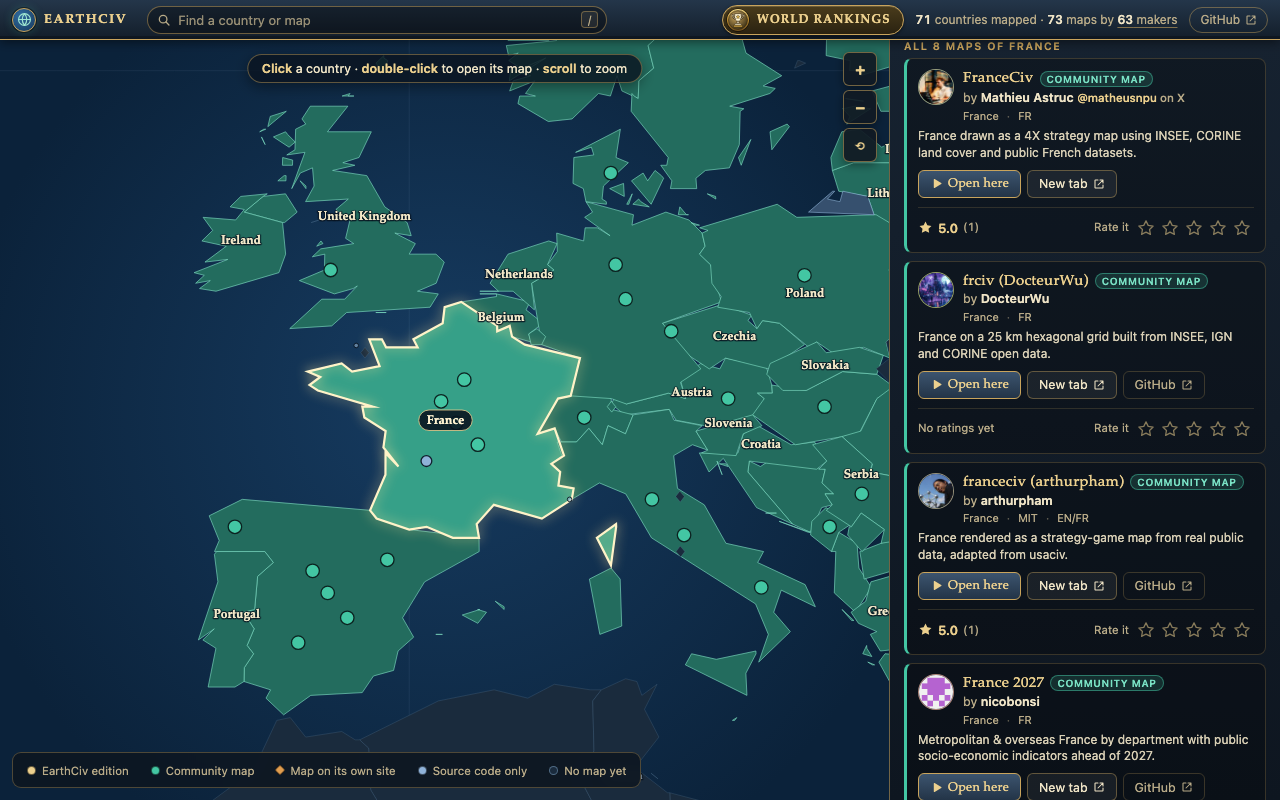 EARTHCIV
Find a country or map
/
WORLD RANKINGS
71 countries mapped · 73 maps by 63 makers
GitHub
Click a country · double-click to open its map · scroll to zoom
+
−
United Kingdom
Ireland
Netherlands
Belgium
Lith
Poland
Czechia
Slovakia
Austria
Slovenia
Croatia
Serbia
France
Portugal
Gre
EarthCiv edition
Community map
Map on its own site
Source code only
No map yet
ALL 8 MAPS OF FRANCE
FranceCiv COMMUNITY MAP
by Mathieu Astruc @matheusnpu on X
France · FR
France drawn as a 4X strategy map using INSEE, CORINE
land cover and public French datasets.
Open here New tab
5.0 (1) Rate it
frciv (DocteurWu) COMMUNITY MAP
by DocteurWu
France · FR
France on a 25 km hexagonal grid built from INSEE, IGN
and CORINE open data.
Open here New tab GitHub
No ratings yet Rate it
franceciv (arthurpham) COMMUNITY MAP
by arthurpham
France · MIT · EN/FR
France rendered as a strategy-game map from real public
data, adapted from usaciv.
Open here New tab GitHub
5.0 (1) Rate it
France 2027 COMMUNITY MAP
by nicobonsi
France · FR
Metropolitan & overseas France by department with public
socio-economic indicators ahead of 2027.
Open here New tab GitHub